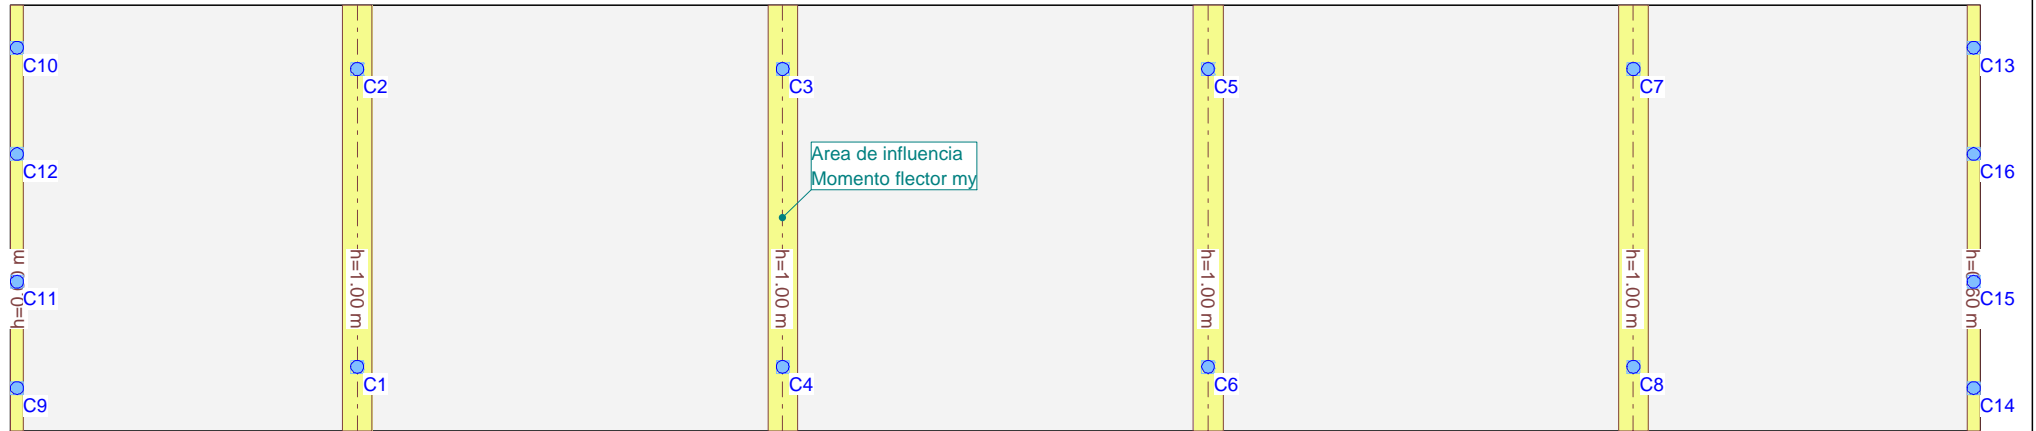 C10
C2
C3
C5
C7
C13
Area de influencia
Momento flector my
C12
C16
h=1.00 m
h=1.00 m
h=1.00 m
h=1.00 m
C11
C15
C1
C4
C6
C8
C9
C14